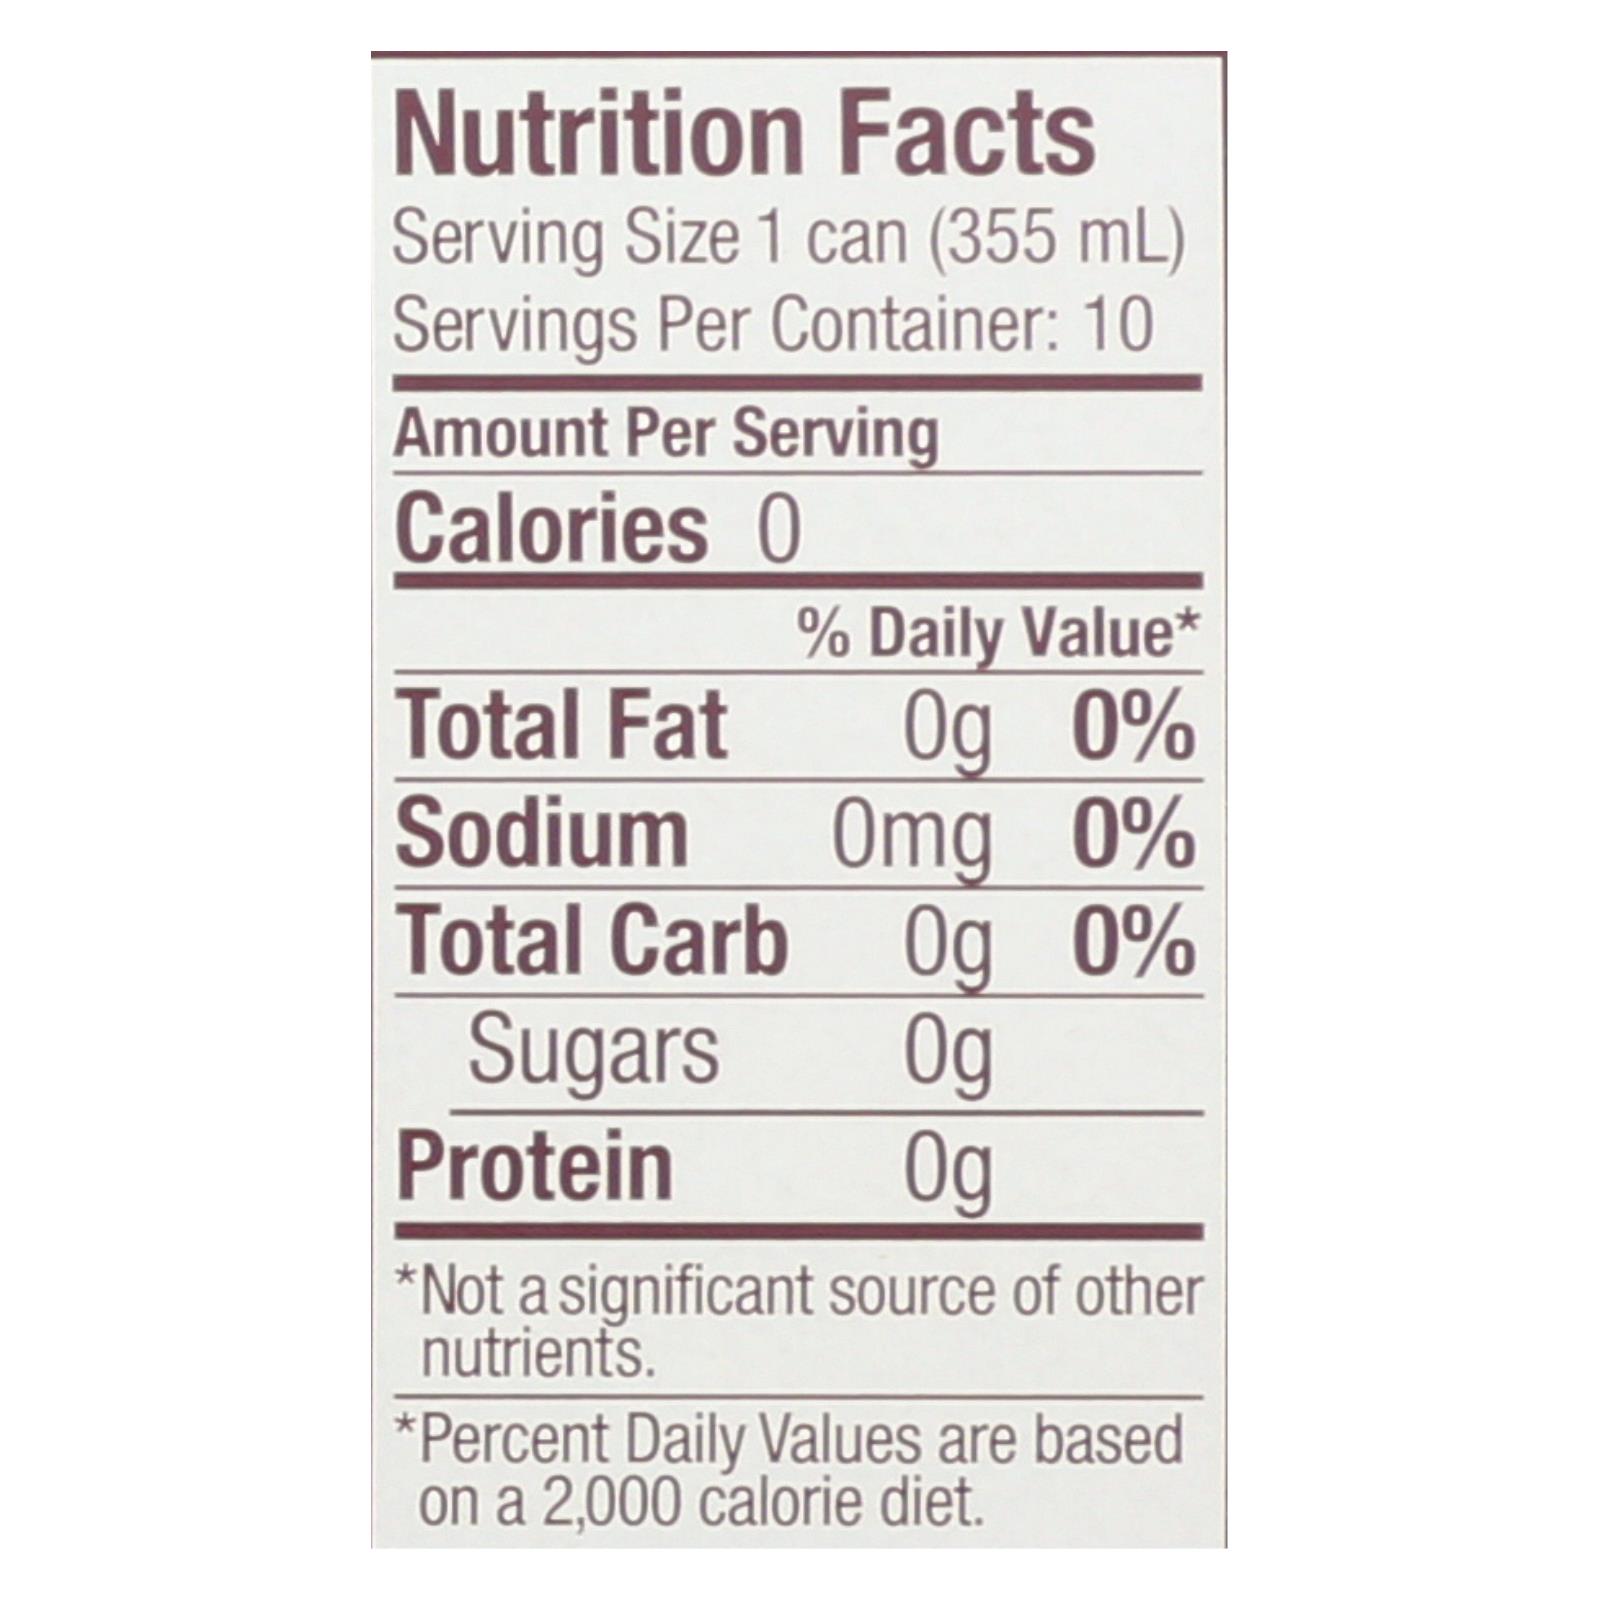 Nutrition Facts
Serving Size 1 can (355 mL)
Servings Per Container: 10
Amount Per Serving
Calories 0
% Daily Value*
Total Fat 0g 0%
Sodium 0mg 0%
Total Carb 0g 0%
Sugars 0g
Protein 0g
*Not a significant source of other
nutrients.
*Percent Daily Values are based
on a 2,000 calorie diet.